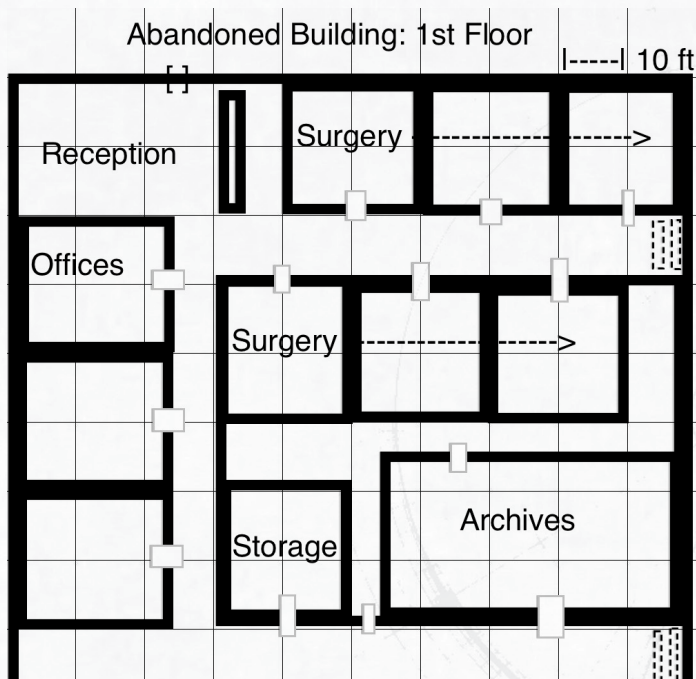 Abandoned Building: 1st Floor
10 ft
Surgery
Reception
Offices
Surgery
Archives
Storage